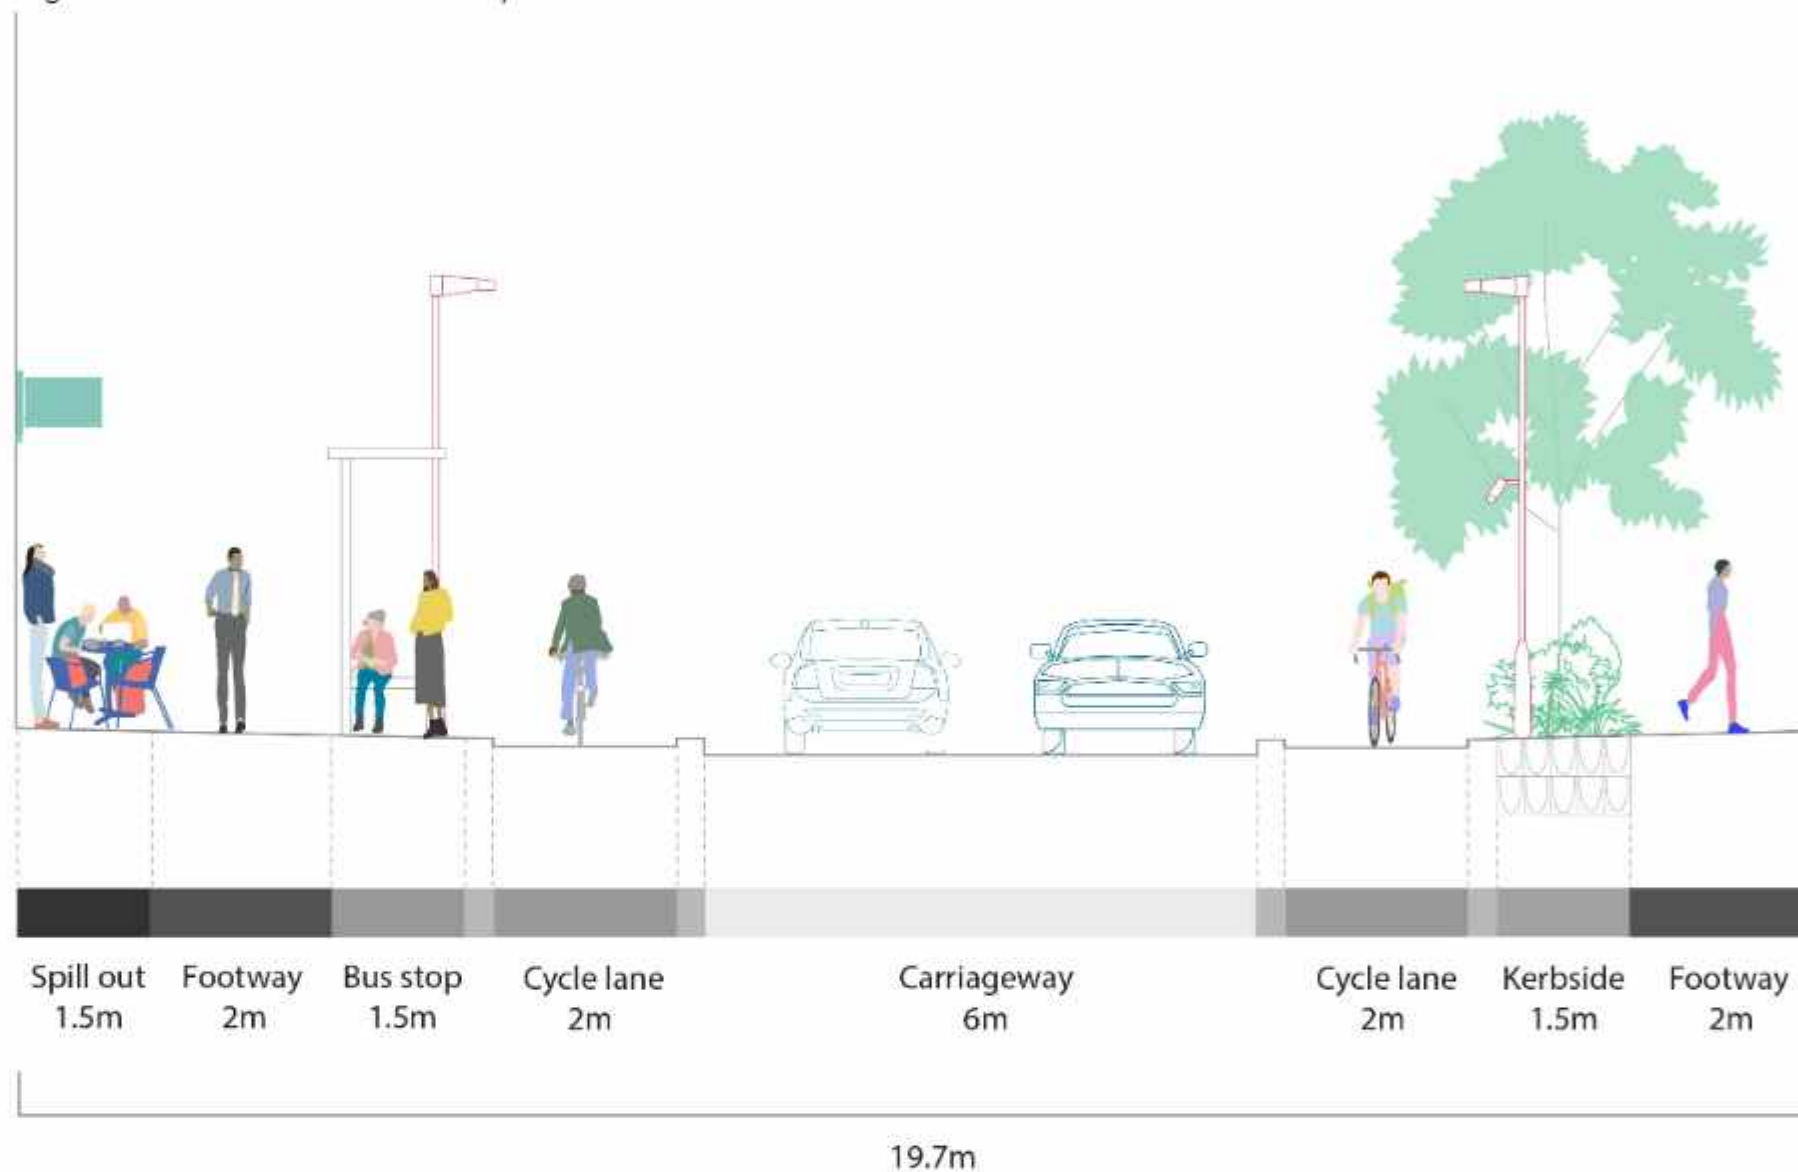 Spill out Footway Bus stop Cycle lane Carriageway Cycle lane Kerbside Footway
1.5m 2m 1.5m 2m 6m 2m 1.5m 2m
19.7m